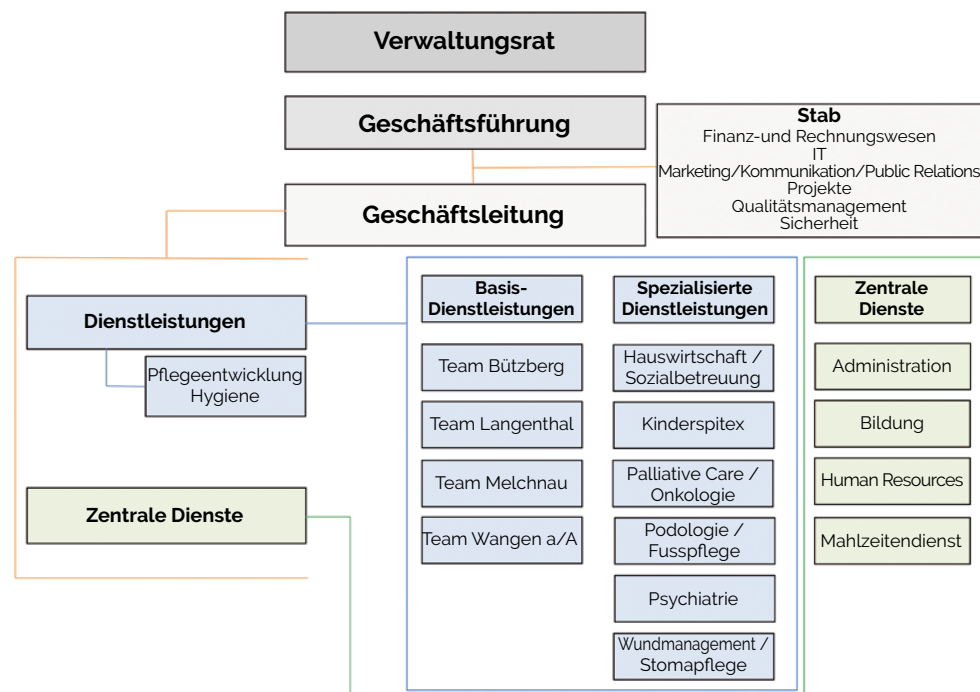 Verwaltungsrat
Geschäftsführung
Stab
Finanz-und Rechnungswesen
IT
Marketing/Kommunikation/Public Relations
Projekte
Qualitätsmanagement
Sicherheit
Geschäftsleitung
Dienstleistungen
Pflegeentwicklung
Hygiene
Zentrale Dienste
Basis-
Dienstleistungen
Team Bützberg
Team Langenthal
Team Melchnau
Team Wangen a/A
Spezialisierte
Dienstleistungen
Hauswirtschaft /
Sozialbetreuung
Kinderspitex
Palliative Care /
Onkologie
Podologie /
Fusspflege
Psychiatrie
Wundmanagement /
Stomapflege
Zentrale
Dienste
Administration
Bildung
Human Resources
Mahlzeitendienst